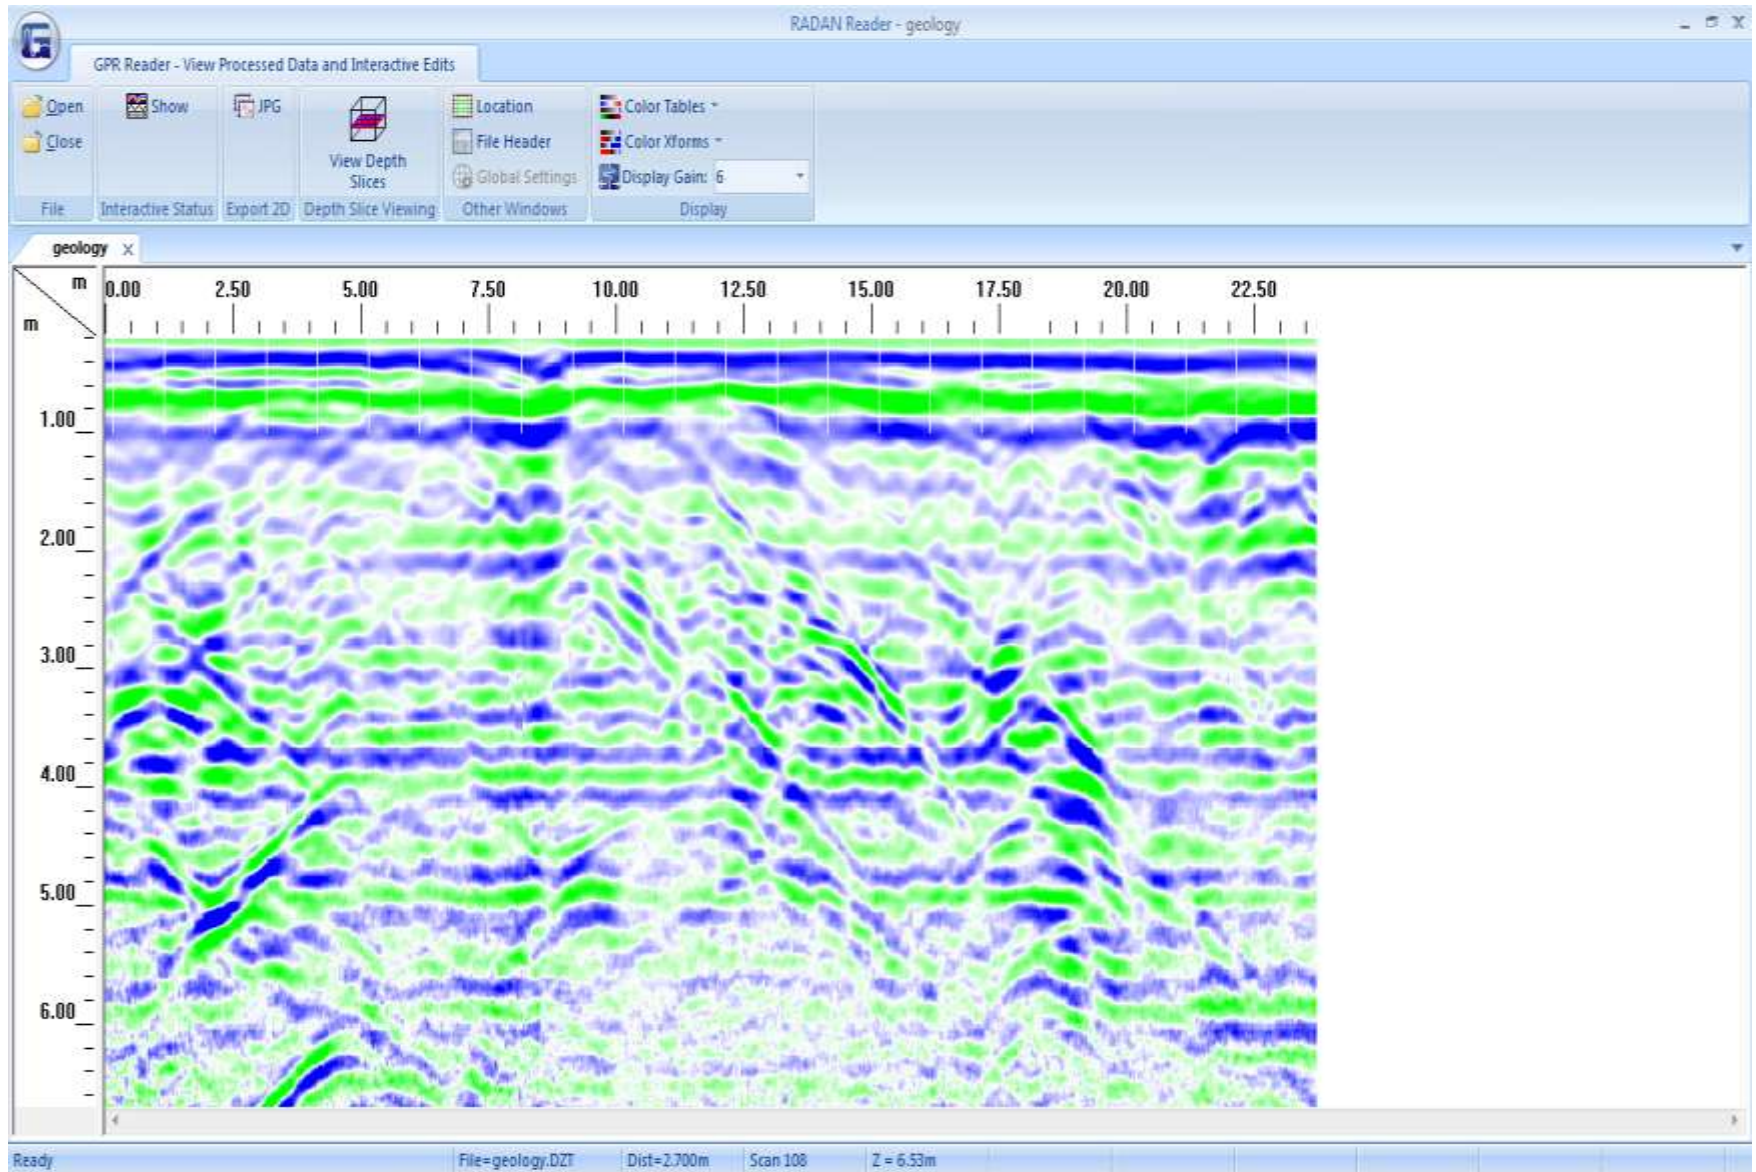 RADAN Reader - geology
GPR Reader - View Processed Data and Interactive Edits
Open Show JPG Location Color Tables
Close View Depth Slices File Header Color Xforms
Global Settings Display Gain: 6
File Interactive Status Export 2D Depth Slice Viewing Other Windows Display
geology x
m 0.00 2.50 5.00 7.50 10.00 12.50 15.00 17.50 20.00 22.50
m
1.00
2.00
3.00
4.00
5.00
6.00
Ready File=geology.DZT Dist=2.700m Scan 108 Z = 6.53m